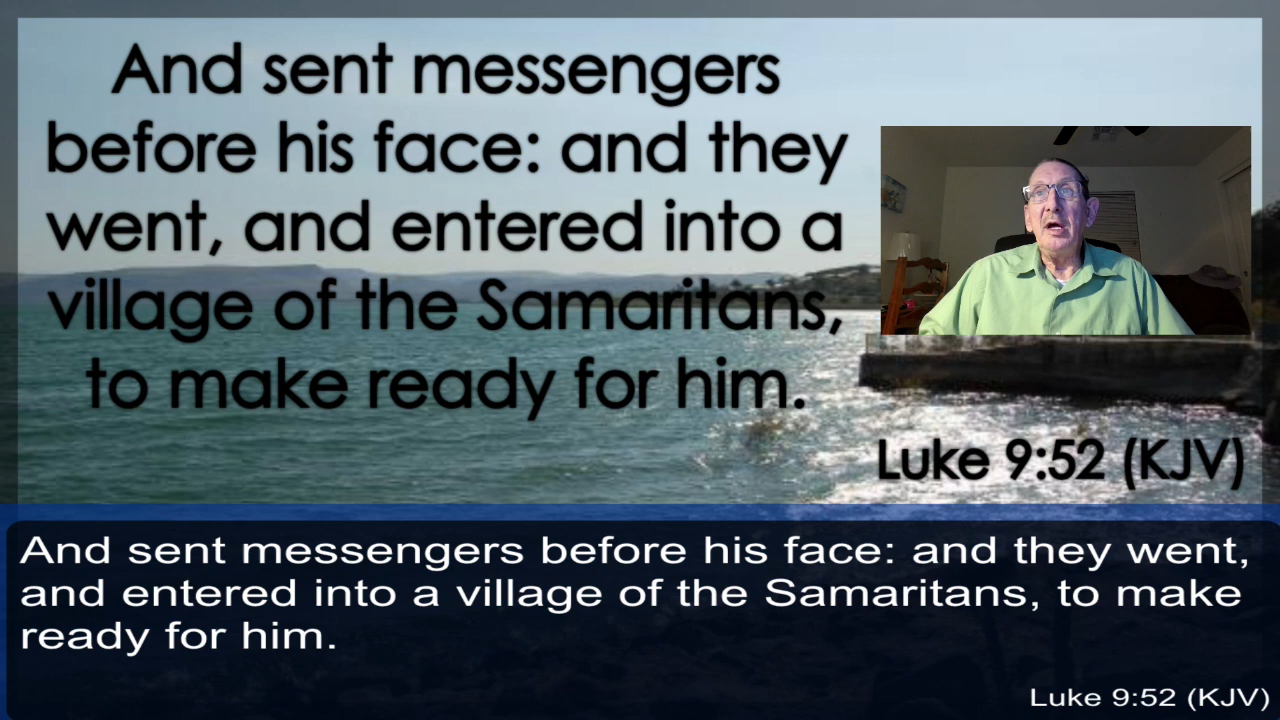 And sent messengers
before his face: and they
went, and entered into a
village of the Samaritans,
to make ready for him.
Luke 9:52 (KJV)
And sent messengers before his face: and they went,
and entered into a village of the Samaritans, to make
ready for him.
Luke 9:52 (KJV)